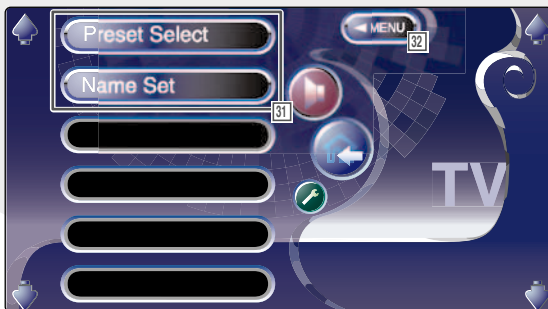 Preset Select
◄ MENU
32
Name Set
31
TV